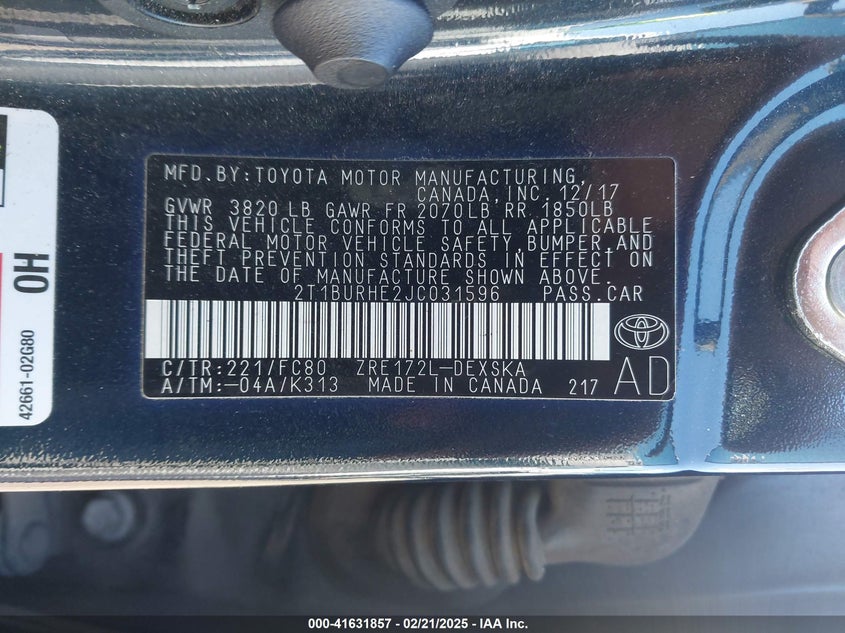 MFD. BY: TOYOTA MOTOR MANUFACTURING,
CANADA, INC. 12/17
GVWR 3820 LB GAWR FR 2070LB RR 1850LB
THIS VEHICLE CONFORMS TO ALL APPLICABLE
FEDERAL MOTOR VEHICLE SAFETY, BUMPER, AND
THEFT PREVENTION STANDARDS IN EFFECT ON
THE DATE OF MANUFACTURE SHOWN ABOVE.
2T1BURHE2JC031596 PASS. CAR
C/TR: 221/FC80 ZRE172L-DEXSKA
A/TM: -04A/K313 MADE IN CANADA 217 AD
OH
42661-02G80
000-41631857 - 02/21/2025 - IAA Inc.